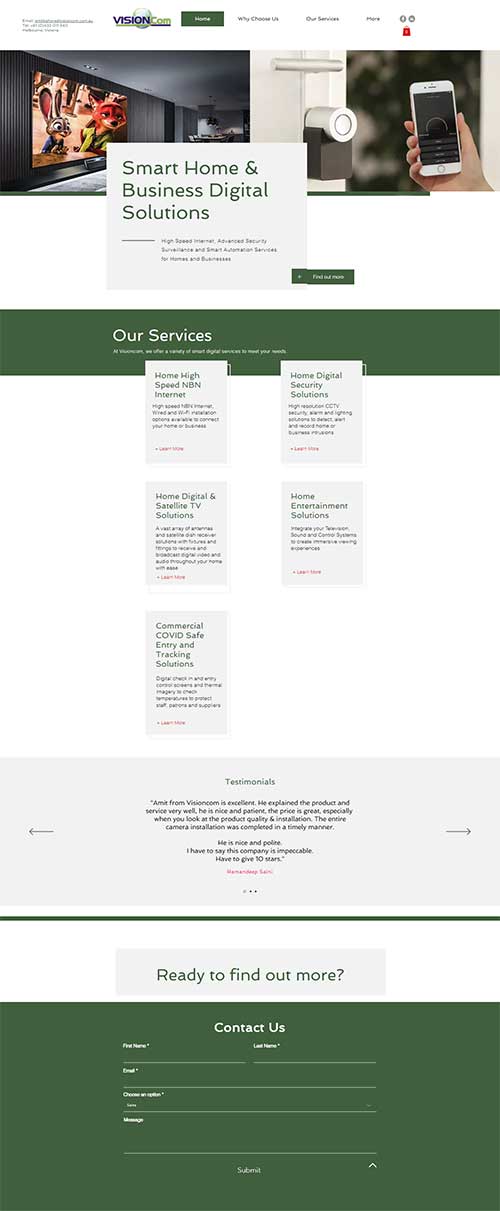 Melbourne, Victoria
VISIONCom
Home
Why Choose Us
Our Services
More
Smart Home &
Business Digital
Solutions
High Speed Internet, Advanced Security
Surveillance and Smart Automation Services
for Homes and Businesses
+ Find out more
Our Services
At Visioncom, we offer a variety of smart digital services to meet your needs.
Home High
Speed NBN
Internet
High speed NBN Internet,
Wired and Wi-Fi installation
options available to connect
your home or business
+ Learn More
Home Digital
Security
Solutions
High resolution CCTV
security, alarm and lighting
solutions to detect, alert
and record home or
business intrusions
+ Learn More
Home Digital &
Satellite TV
Solutions
A vast array of antennas
and satellite dish receiver
solutions with fixtures and
fittings to receive and
broadcast digital video and
audio throughout your home
with ease
+ Learn More
Home
Entertainment
Solutions
Integrate your Television,
Sound and Control Systems
to create immersive viewing
experiences
+ Learn More
Commercial
COVID Safe
Entry and
Tracking
Solutions
Digital check in and entry
control screens and thermal
imagery to check
temperatures to protect
staff, patrons and suppliers
+ Learn More
Testimonials
"Amit from Visioncom is excellent. He explained the product and
service very well, he is nice and patient, the price is great, especially
when you look at the product quality & installation. The entire
camera installation was completed in a timely manner.
He is nice and polite.
I have to say this company is impeccable.
Have to give 10 stars."
Ramandeep Saini
Ready to find out more?
Contact Us
First Name *
Last Name *
Email *
Choose an option *
Sales
Message
Submit